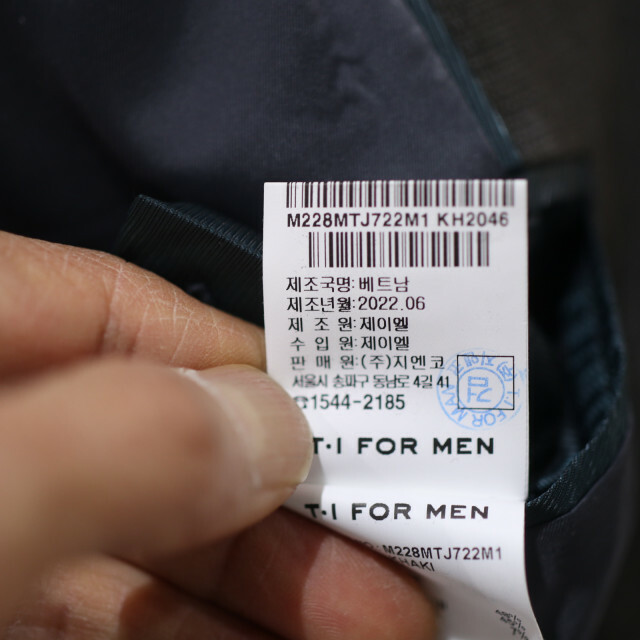 M228MTJ722M1 KH2046
제조국명:베트남
제조년월:2022.06
제 조 원:제이엘
수 입 원:제이엘
판 매 원:(주)지엔코
서울시 송파구 동남로 4길 41
☎1544-2185
T·I FOR MEN
T·I FOR MEN
M228MTJ722M1
KHAKI